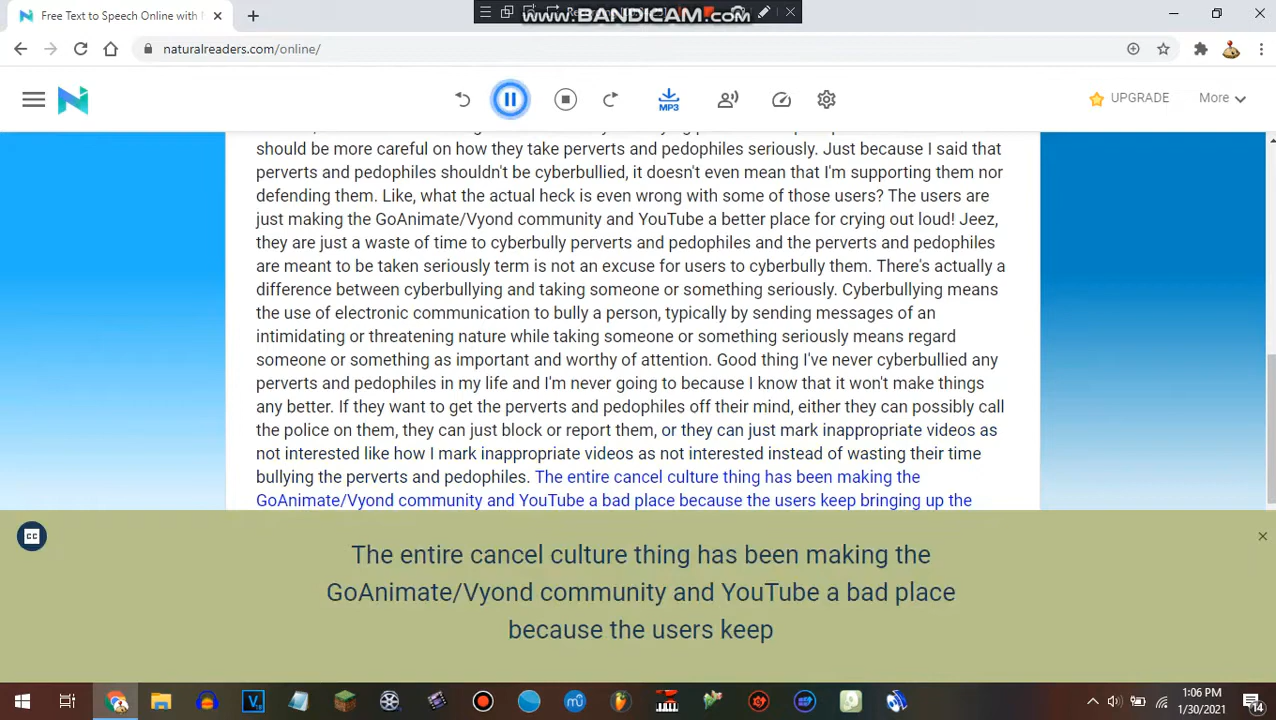 Free Text to Speech Online with
www.BANDICAM.com
naturalreaders.com/online/
MP3
UPGRADE
More
should be more careful on how they take perverts and pedophiles seriously. Just because I said that
perverts and pedophiles shouldn't be cyberbullied, it doesn't even mean that I'm supporting them nor
defending them. Like, what the actual heck is even wrong with some of those users? The users are
just making the GoAnimate/Vyond community and YouTube a better place for crying out loud! Jeez,
they are just a waste of time to cyberbully perverts and pedophiles and the perverts and pedophiles
are meant to be taken seriously term is not an excuse for users to cyberbully them. There's actually a
difference between cyberbullying and taking someone or something seriously. Cyberbullying means
the use of electronic communication to bully a person, typically by sending messages of an
intimidating or threatening nature while taking someone or something seriously means regard
someone or something as important and worthy of attention. Good thing I've never cyberbullied any
perverts and pedophiles in my life and I'm never going to because I know that it won't make things
any better. If they want to get the perverts and pedophiles off their mind, either they can possibly call
the police on them, they can just block or report them, or they can just mark inappropriate videos as
not interested like how I mark inappropriate videos as not interested instead of wasting their time
bullying the perverts and pedophiles. The entire cancel culture thing has been making the
GoAnimate/Vyond community and YouTube a bad place because the users keep bringing up the
CC
The entire cancel culture thing has been making the
GoAnimate/Vyond community and YouTube a bad place
because the users keep
1:06 PM
1/30/2021
14